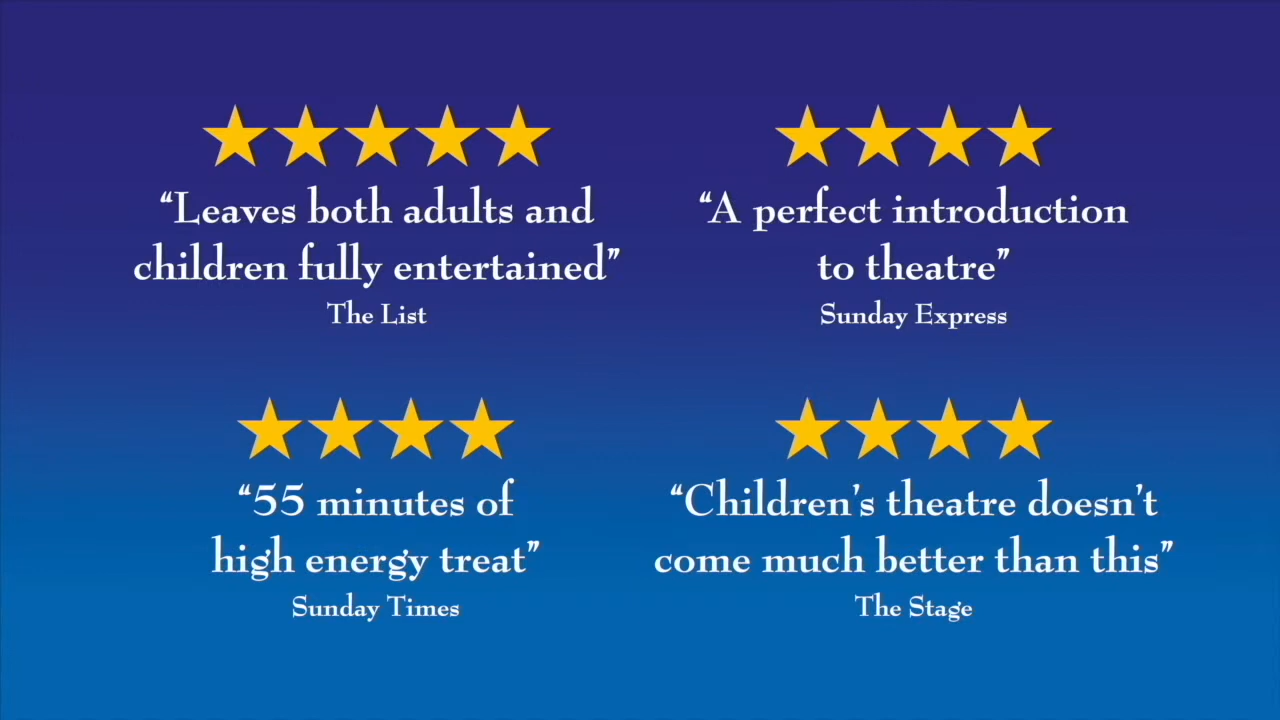 “Leaves both adults and
children fully entertained”
The List
“A perfect introduction
to theatre”
Sunday Express
“55 minutes of
high energy treat”
Sunday Times
“Children’s theatre doesn’t
come much better than this”
The Stage